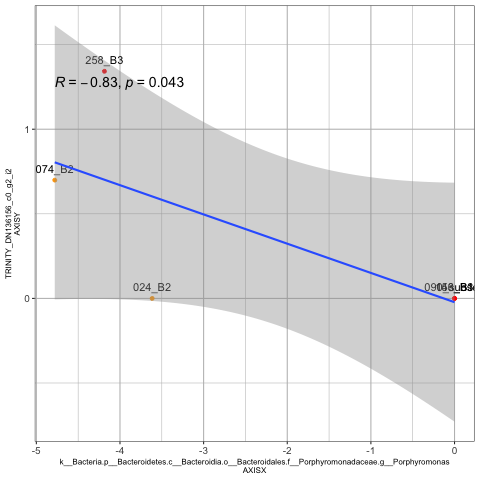 258_B3
R = −0.83, p = 0.043
074_B2
024_B2
1
0
TRINITY_DN136156_c0_g2_i2
AXISY
-5 -4 -3 -2 -1 0
k__Bacteria.p__Bacteroidetes.c__Bacteroidia.o__Bacteroidales.f__Porphyromonadaceae.g__Porphyromonas
AXISX